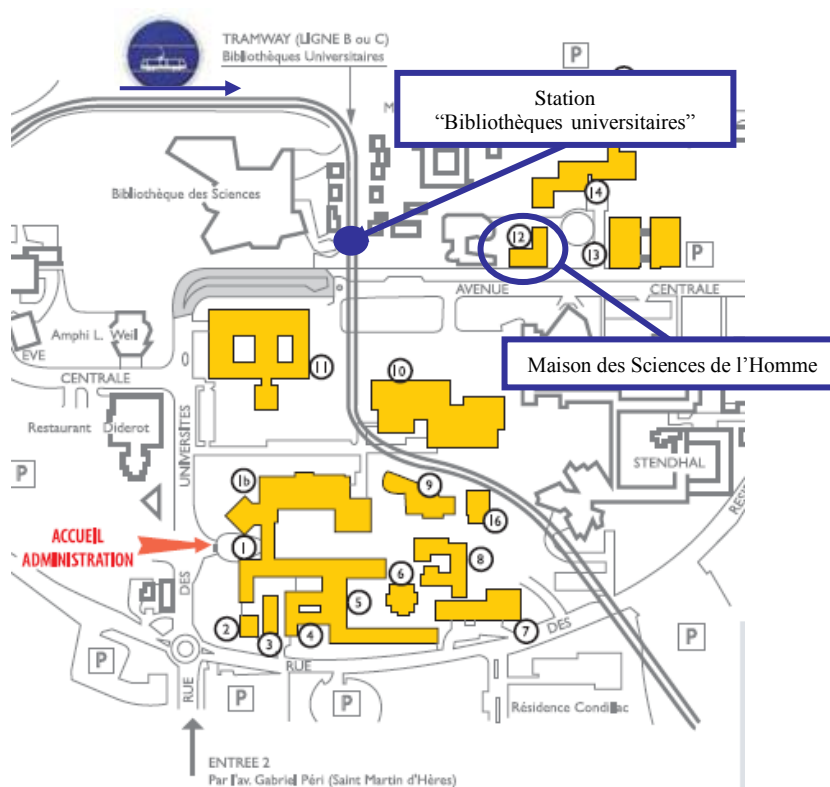 TRAMWAY (LIGNE B ou C)
Bibliothèques Universitaires
P
Station
“Bibliothèques universitaires”
M
Bibliothèque des Sciences
14
12
13
P
AVENUE
CENTRALE
Amphi L. Weil
EVE
11
10
Maison des Sciences de l’Homme
CENTRALE
Restaurant Diderot
UNIVERSITES
STENDHAL
P
1b
9
16
RES
ACCUEIL
ADMINISTRATION
1
8
6
DES
5
2
3
4
7
DES
P
RUE
P
RUE
P
P
Résidence Condillac
ENTREE 2
Par l'av. Gabriel Péri (Saint Martin d'Hères)